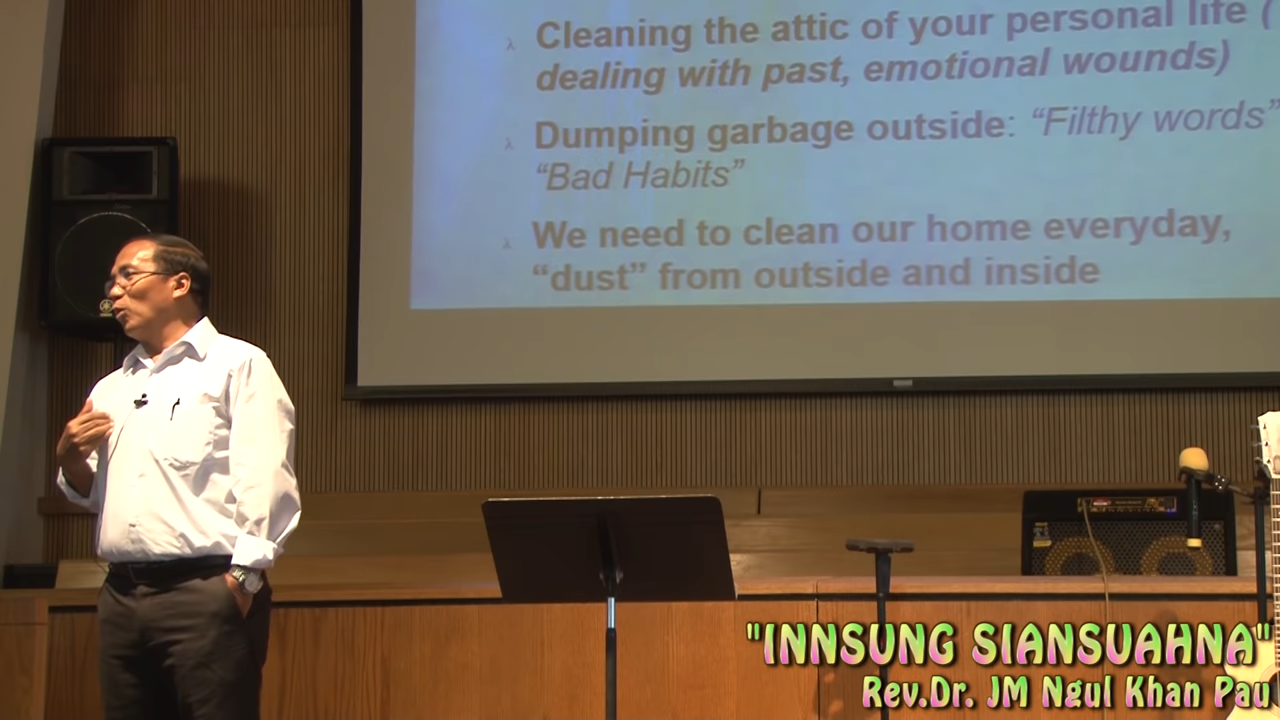 Cleaning the attic of your personal life (
dealing with past, emotional wounds)
Dumping garbage outside: “Filthy words”
“Bad Habits”
We need to clean our home everyday,
“dust” from outside and inside
"INNSUNG SIANSUAHNA"
Rev.Dr. JM Ngul Khan Pau